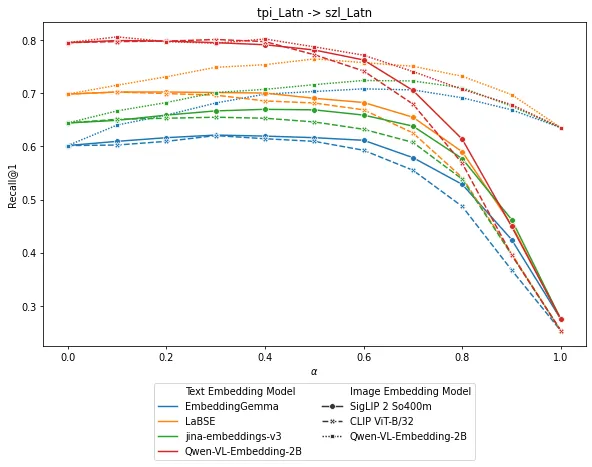 tpi_Latn -> szl_Latn
Recall@1
0.8
0.7
0.6
0.5
0.4
0.3
0.0 0.2 0.4 0.6 0.8 1.0
α
Text Embedding Model Image Embedding Model
EmbeddingGemma SigLIP 2 So400m
LaBSE CLIP ViT-B/32
jina-embeddings-v3 Qwen-VL-Embedding-2B
Qwen-VL-Embedding-2B